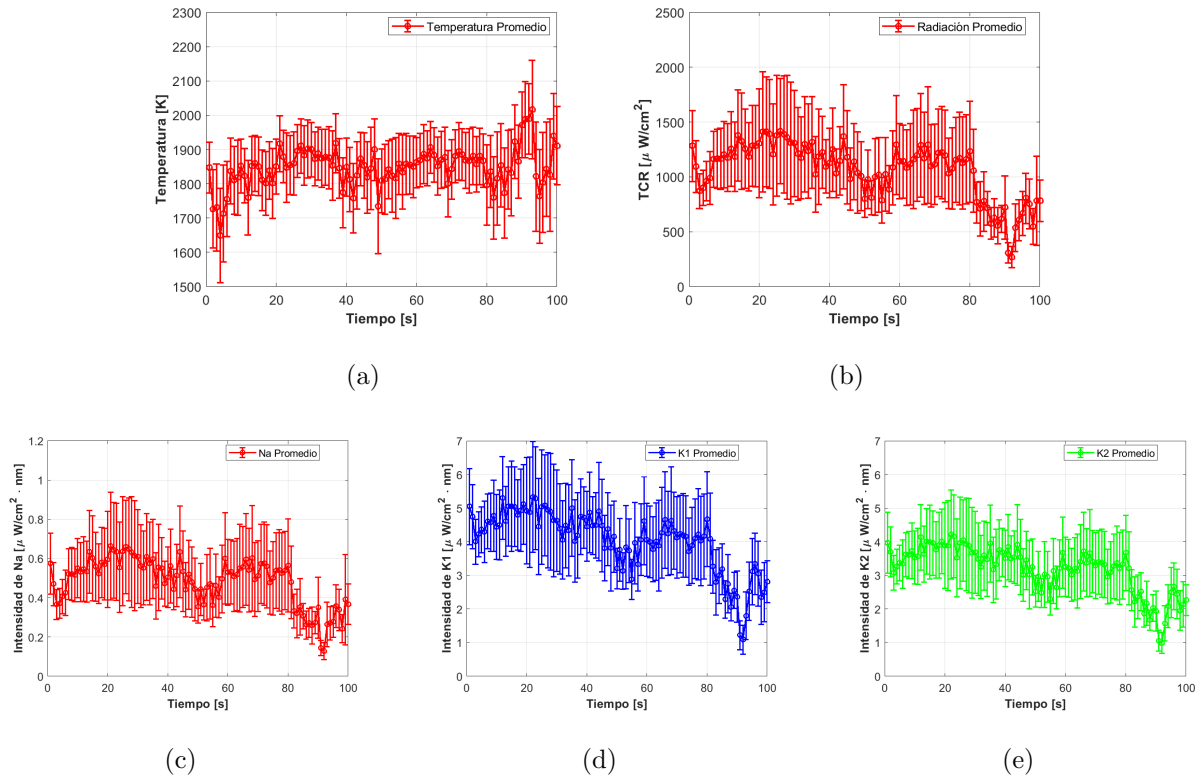 Temperatura Promedio
Temperatura [K]
2300
2200
2100
2000
1900
1800
1700
1600
1500
0 20 40 60 80 100
Tiempo [s]
(a)
Radiación Promedio
TCR [μ W/cm²]
2500
2000
1500
1000
500
0
0 20 40 60 80 100
Tiempo [s]
(b)
Na Promedio
Intensidad de Na [μ W/cm² · nm]
1.2
1
0.8
0.6
0.4
0.2
0
0 20 40 60 80 100
Tiempo [s]
(c)
K1 Promedio
Intensidad de K1 [μ W/cm² · nm]
7
6
5
4
3
2
1
0
0 20 40 60 80 100
Tiempo [s]
(d)
K2 Promedio
Intensidad de K2 [μ W/cm² · nm]
7
6
5
4
3
2
1
0
0 20 40 60 80 100
Tiempo [s]
(e)